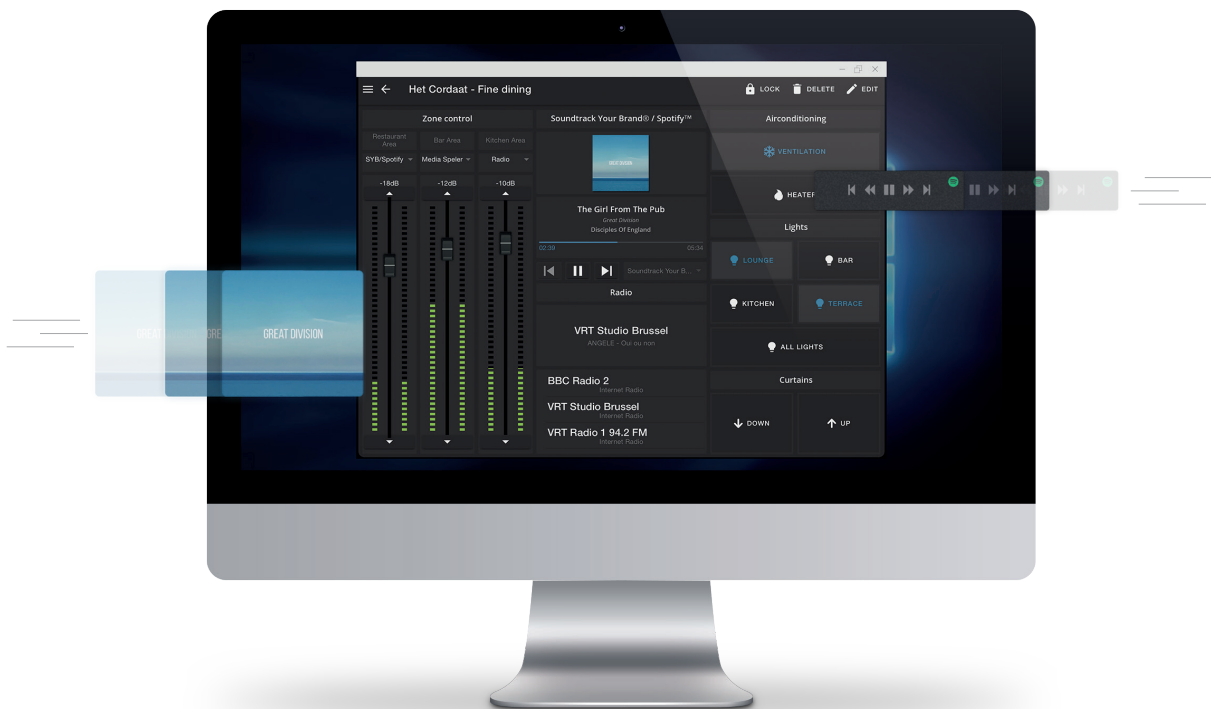 Het Cordaat - Fine dining
LOCK
DELETE
EDIT
Zone control
Restaurant
Area
Bar Area
Kitchen Area
SYB/Spotify
Media Speler
Radio
-18dB
-12dB
-10dB
Soundtrack Your Brand® / Spotify™
GREAT DIVISION
The Girl From The Pub
Great Division
Disciples Of England
02:39
05:34
Soundtrack Your B...
Radio
VRT Studio Brussel
ANGELE - Oui ou non
BBC Radio 2
Internet Radio
VRT Studio Brussel
Internet Radio
VRT Radio 1 94.2 FM
Internet Radio
Airconditioning
VENTILATION
HEATER
Lights
LOUNGE
BAR
KITCHEN
TERRACE
ALL LIGHTS
Curtains
DOWN
UP
GREAT
GRE
GREAT DIVISION